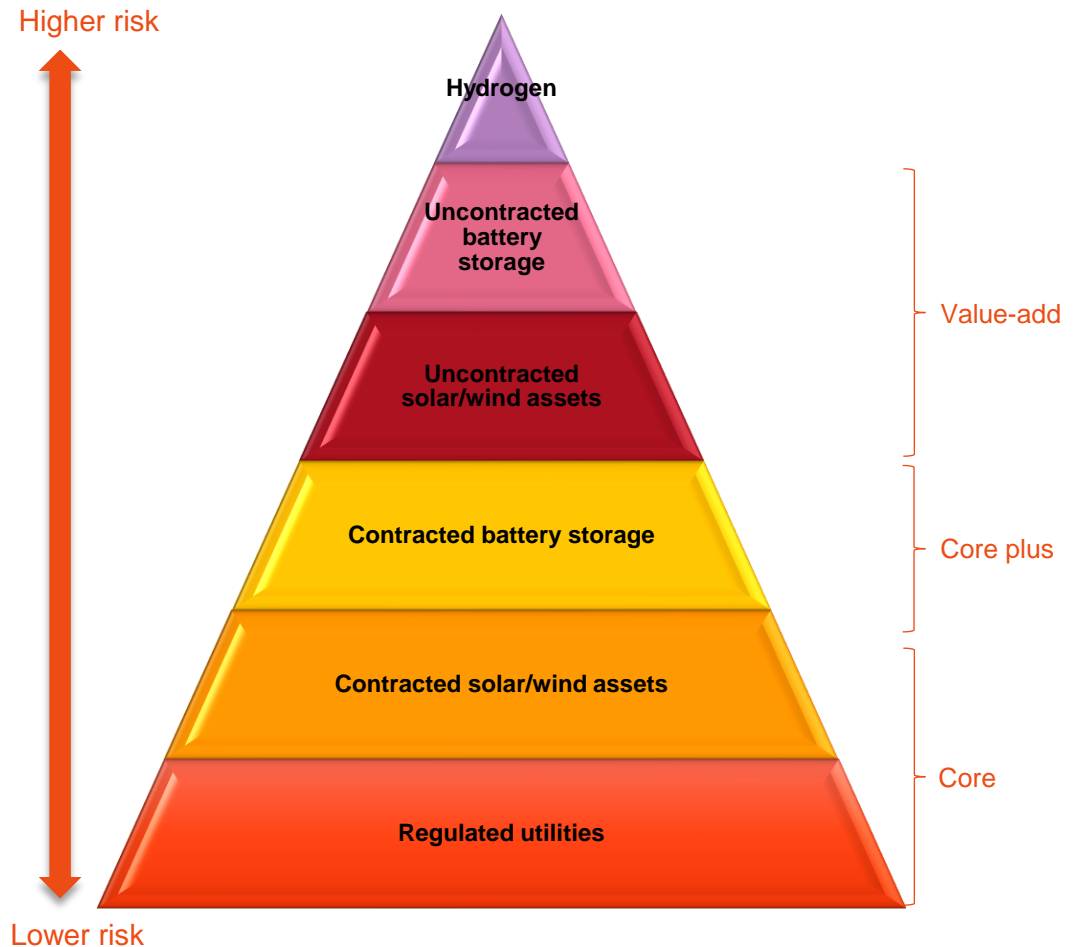 Higher risk
Hydrogen
Uncontracted
battery
storage
Value-add
Uncontracted
solar/wind assets
Contracted battery storage
Core plus
Contracted solar/wind assets
Core
Regulated utilities
Lower risk